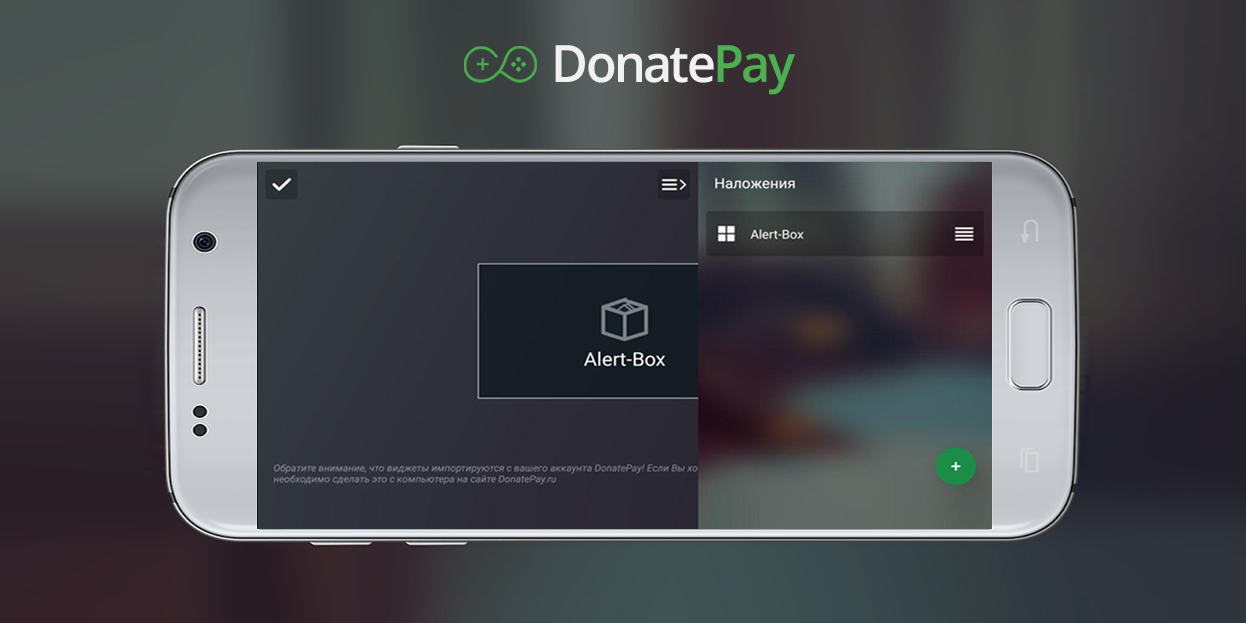 DonatePay
Наложения
Alert-Box
Alert-Box
Обратите внимание, что виджеты импортируются с вашего аккаунта DonatePay! Если Вы хо
необходимо сделать это с компьютера на сайте DonatePay.ru